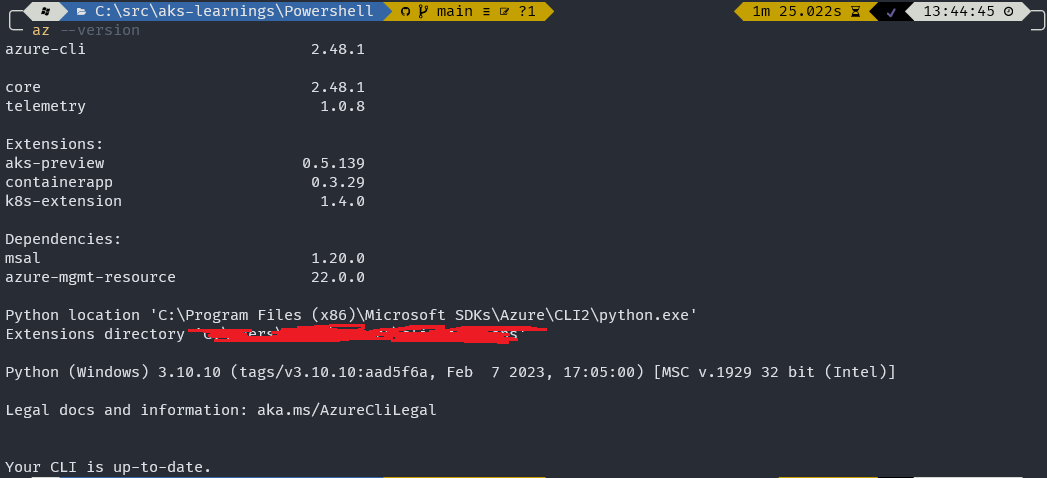 C:\src\aks-learnings\Powershell main ≡ ?1 1m 25.022s 13:44:45
az --version
azure-cli 2.48.1
core 2.48.1
telemetry 1.0.8
Extensions:
aks-preview 0.5.139
containerapp 0.3.29
k8s-extension 1.4.0
Dependencies:
msal 1.20.0
azure-mgmt-resource 22.0.0
Python location 'C:\Program Files (x86)\Microsoft SDKs\Azure\CLI2\python.exe'
Extensions directory
Python (Windows) 3.10.10 (tags/v3.10.10:aad5f6a, Feb  7 2023, 17:05:00) [MSC v.1929 32 bit (Intel)]
Legal docs and information: aka.ms/AzureCliLegal
Your CLI is up-to-date.